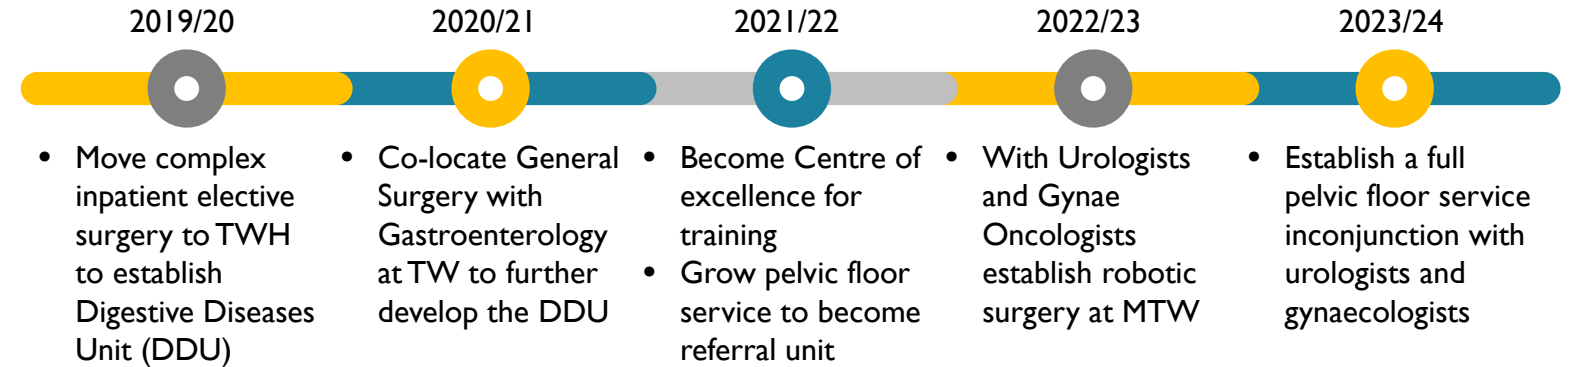 2019/20
2020/21
2021/22
2022/23
2023/24
• Move complex
inpatient elective
surgery to TWH
to establish
Digestive Diseases
Unit (DDU)
• Co-locate General
Surgery with
Gastroenterology
at TW to further
develop the DDU
• Become Centre of
excellence for
training
• Grow pelvic floor
service to become
referral unit
• With Urologists
and Gynae
Oncologists
establish robotic
surgery at MTW
• Establish a full
pelvic floor service
inconjunction with
urologists and
gynaecologists